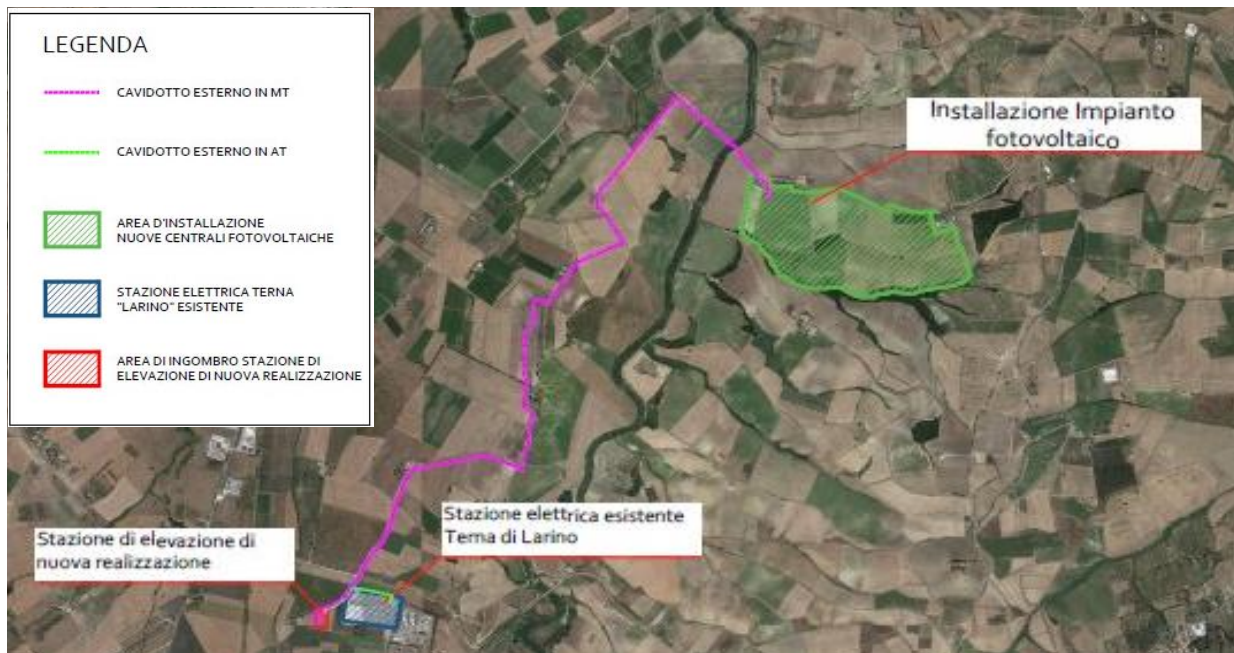 LEGENDA
CAVIDOTTO ESTERNO IN MT
CAVIDOTTO ESTERNO IN AT
AREA D'INSTALLAZIONE
NUOVE CENTRALI FOTOVOLTAICHE
STAZIONE ELETTRICA TERNA
"LARINO" ESISTENTE
AREA DI INGOMBRO STAZIONE DI
ELEVAZIONE DI NUOVA REALIZZAZIONE
Installazione Impianto
fotovoltaico
Stazione elettrica esistente
Terna di Larino
Stazione di elevazione di
nuova realizzazione